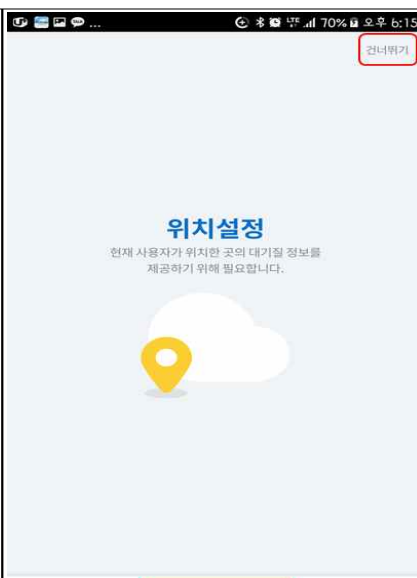 ... LTE 70% 오후 6:15
건너뛰기
위치설정
현재 사용자가 위치한 곳의 대기질 정보를
제공하기 위해 필요합니다.